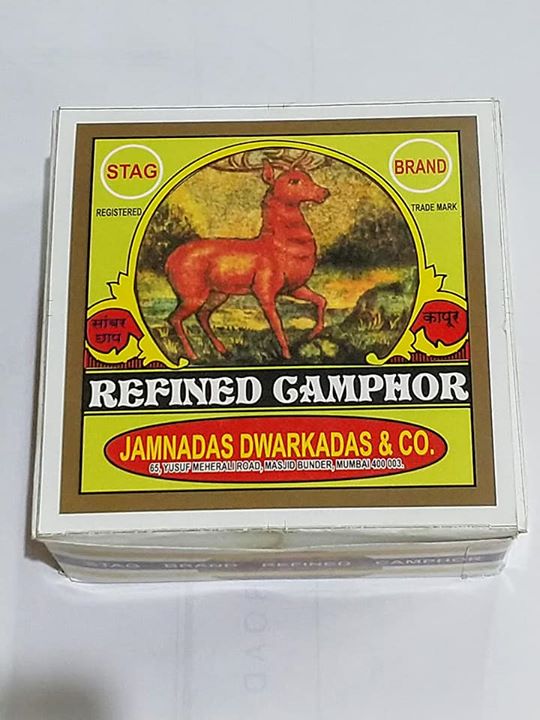 STAG
BRAND
REGISTERED
TRADE MARK
सांबर
छाप
कापूर
REFINED CAMPHOR
JAMNADAS DWARKADAS & CO.
65, YUSUF MEHERALI ROAD, MASJID BUNDER, MUMBAI 400 003.
STAG BRAND REFINED CAMPHOR